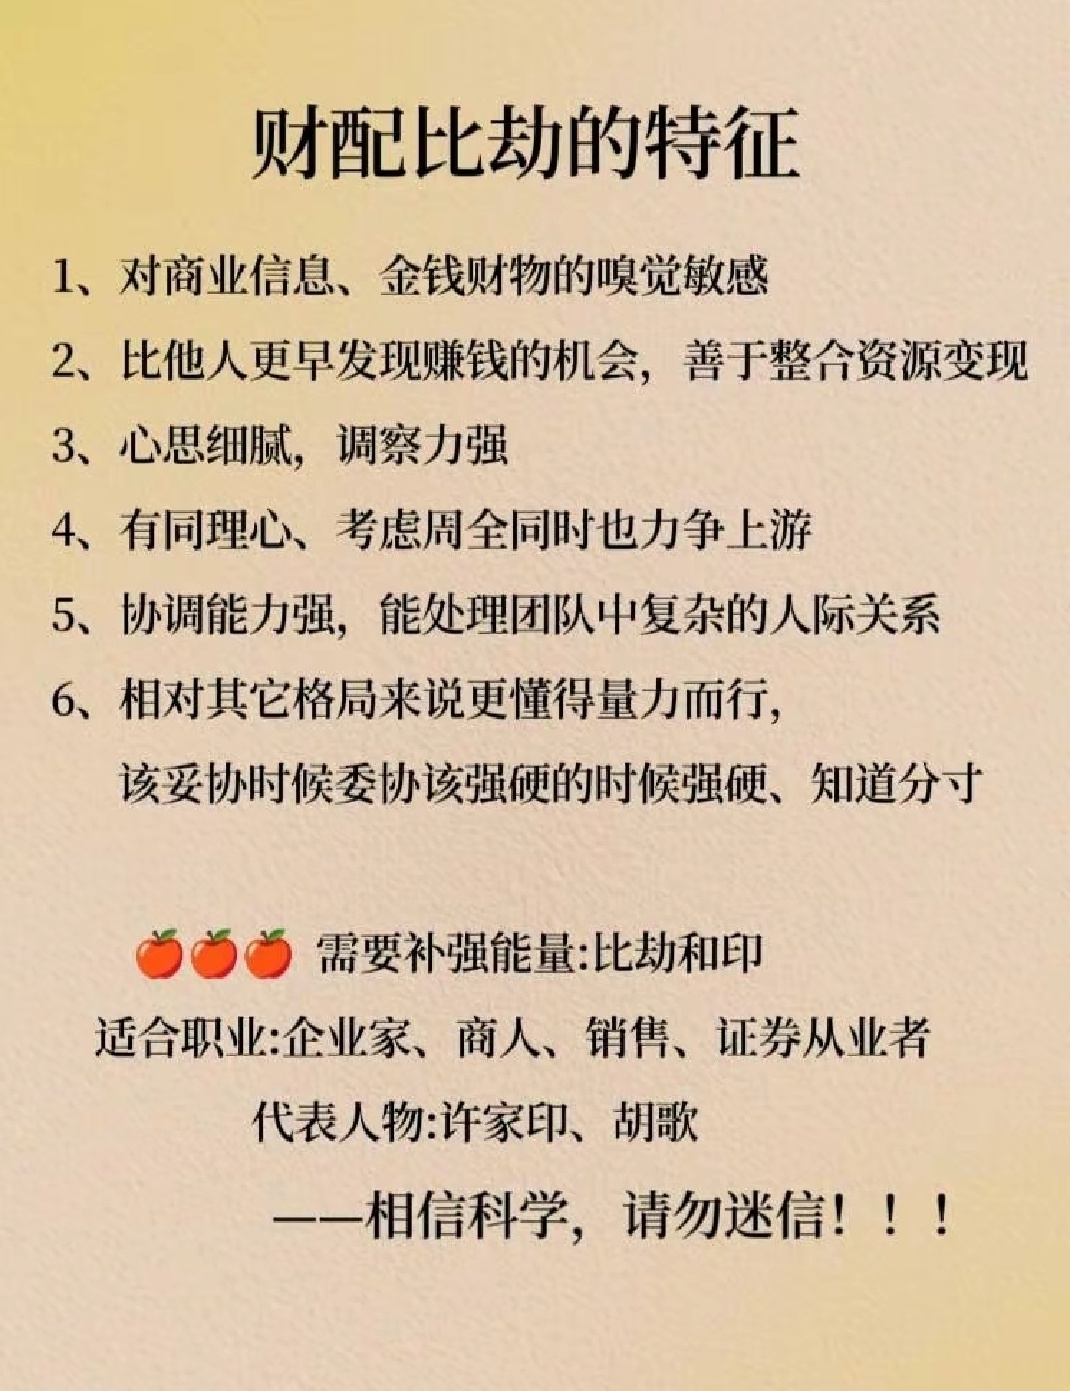 财配比劫的特征
1、对商业信息、金钱财物的嗅觉敏感
2、比他人更早发现赚钱的机会，善于整合资源变现
3、心思细腻，调察力强
4、有同理心、考虑周全同时也力争上游
5、协调能力强，能处理团队中复杂的人际关系
6、相对其它格局来说更懂得量力而行，
该妥协时候委协该强硬的时候强硬、知道分寸
🍎🍎🍎 需要补强能量:比劫和印
适合职业:企业家、商人、销售、证券从业者
代表人物:许家印、胡歌
——相信科学，请勿迷信！！！